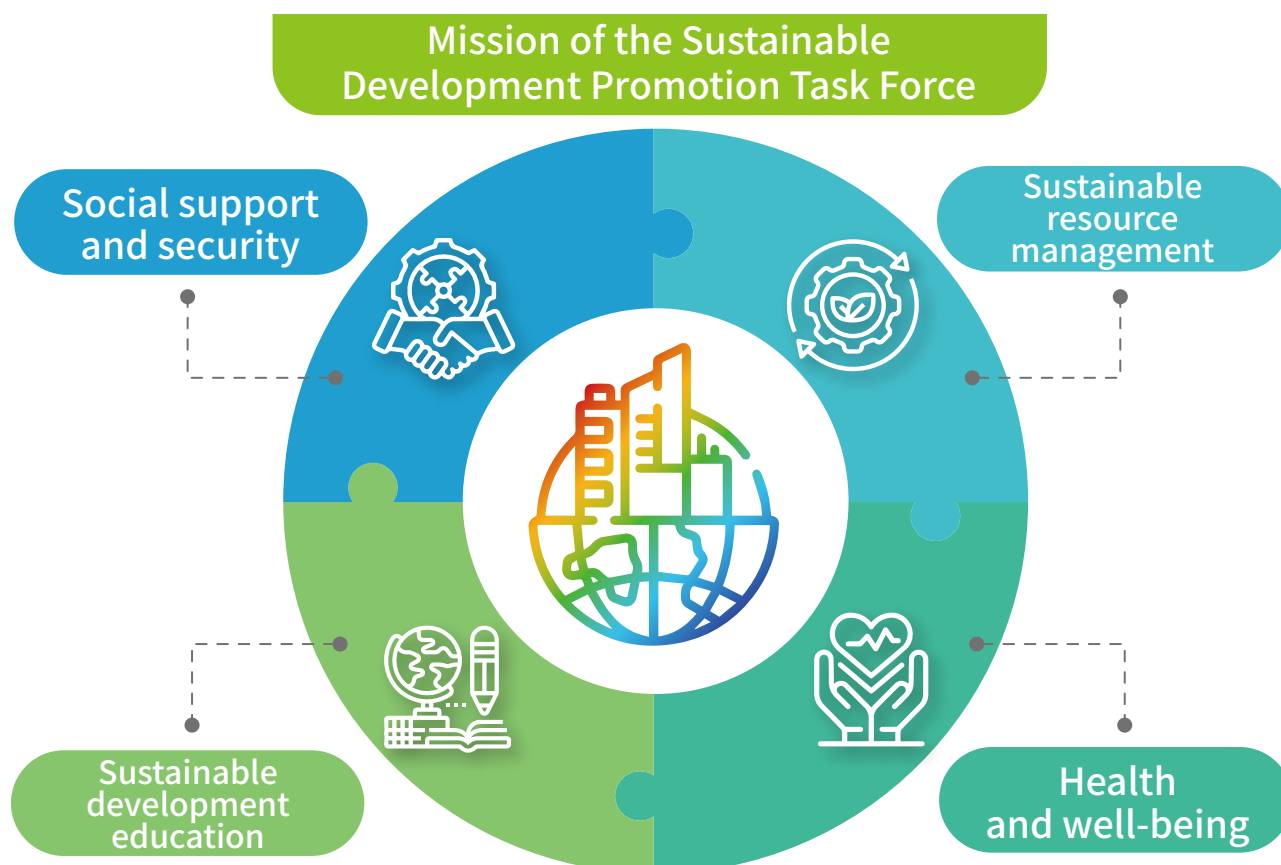 Mission of the Sustainable
Development Promotion Task Force
Social support
and security
Sustainable
resource
management
Sustainable
development
education
Health
and well-being